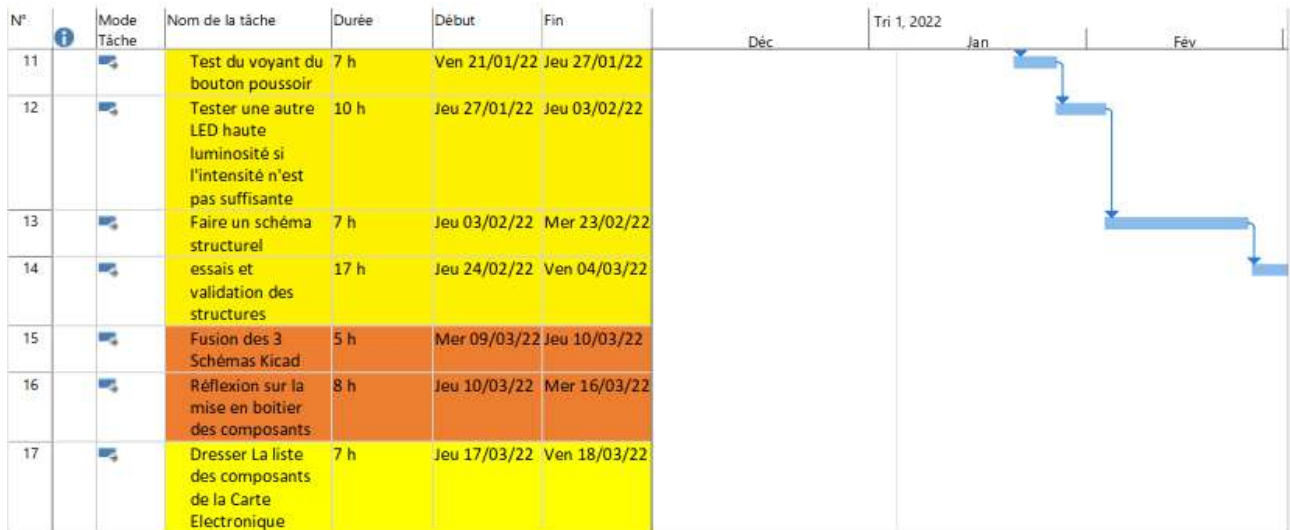 N° Mode Tâche Nom de la tâche Durée Début Fin
Tri 1, 2022
Déc Jan Fév
11 Test du voyant du bouton poussoir 7 h Ven 21/01/22 Jeu 27/01/22
12 Tester une autre LED haute luminosité si l'intensité n'est pas suffisante 10 h Jeu 27/01/22 Jeu 03/02/22
13 Faire un schéma structurel 7 h Jeu 03/02/22 Mer 23/02/22
14 essais et validation des structures 17 h Jeu 24/02/22 Ven 04/03/22
15 Fusion des 3 Schémas Kicad 5 h Mer 09/03/22 Jeu 10/03/22
16 Réflexion sur la mise en boitier des composants 8 h Jeu 10/03/22 Mer 16/03/22
17 Dresser La liste des composants de la Carte Electronique 7 h Jeu 17/03/22 Ven 18/03/22